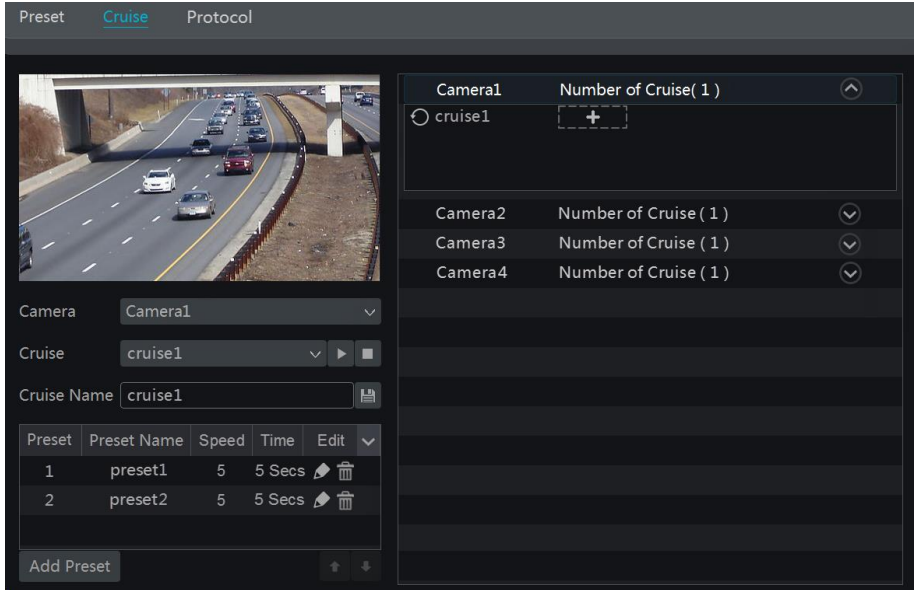 Preset Cruise Protocol
Camera1 Number of Cruise( 1 )
cruise1 +
Camera2 Number of Cruise ( 1 )
Camera3 Number of Cruise ( 1 )
Camera4 Number of Cruise ( 1 )
Camera Camera1
Cruise cruise1
Cruise Name cruise1
Preset Preset Name Speed Time Edit
1 preset1 5 5 Secs
2 preset2 5 5 Secs
Add Preset